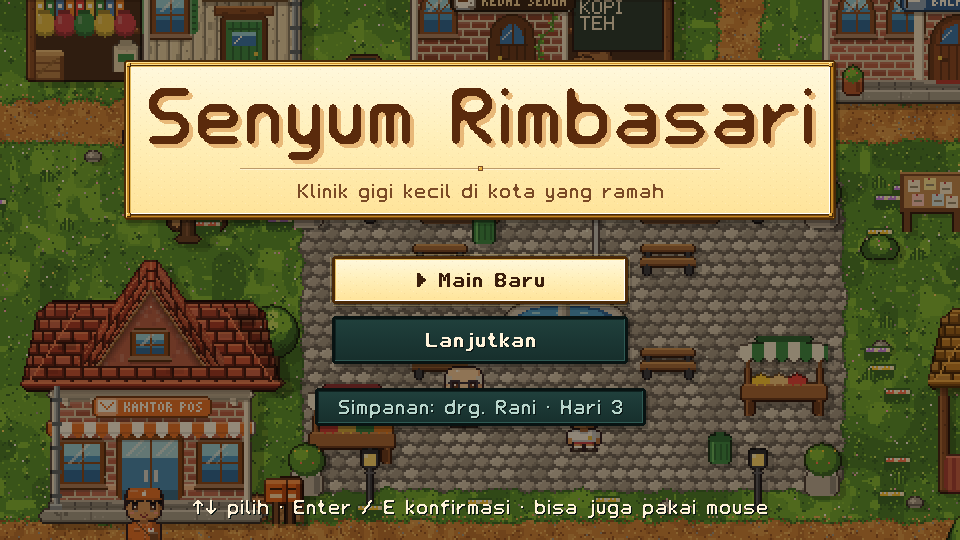 KEDAI SEDUH
KOPI
TEH
Senyum Rimbasari
Klinik gigi kecil di kota yang ramah
Main Baru
Lanjutkan
Simpanan: drg. Rani · Hari 3
KANTOR POS
↑↓ pilih · Enter / E konfirmasi · bisa juga pakai mouse